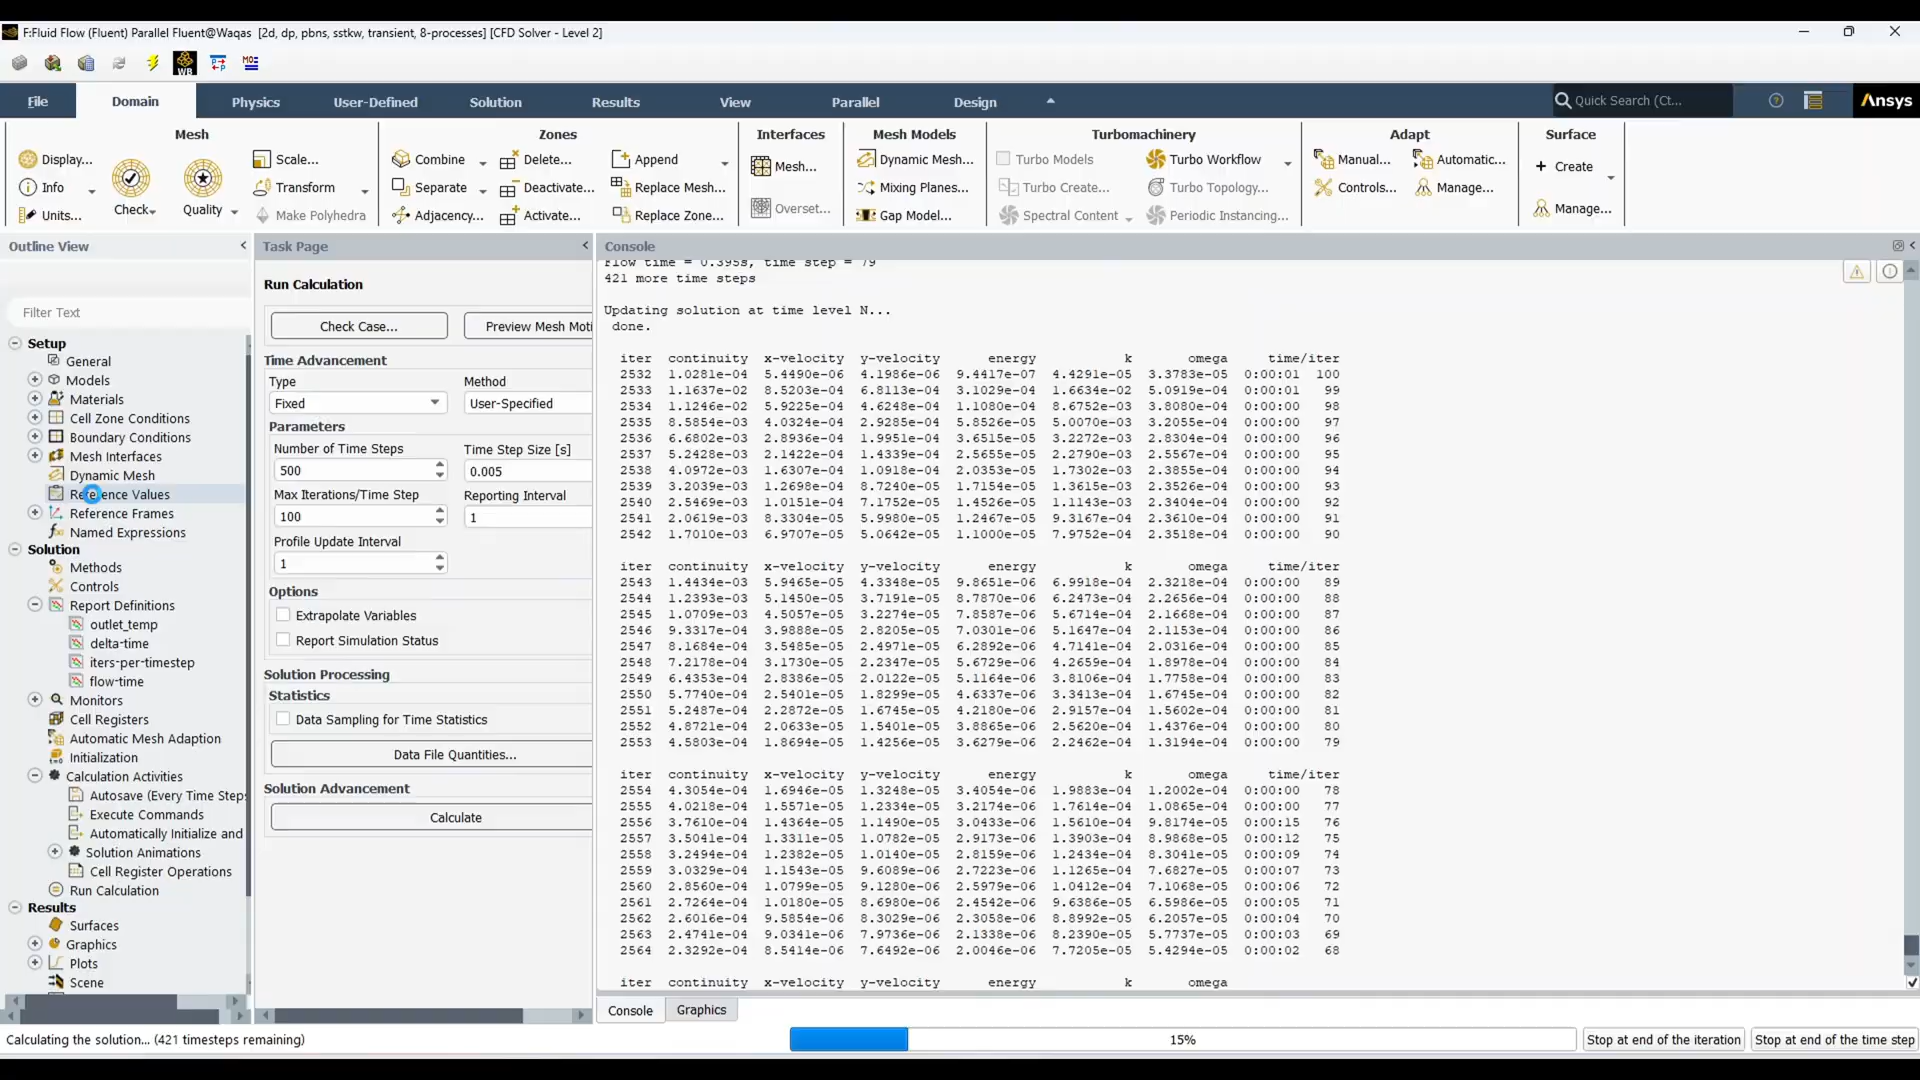 F:Fluid Flow (Fluent) Parallel Fluent@Waqas [2d, dp, pbns, sstkw, transient, 8-processes] [CFD Solver - Level 2]
WB
File Domain Physics User-Defined Solution Results View Parallel Design Quick Search (Ct... Ansys
Mesh Zones Interfaces Mesh Models Turbomachinery Adapt Surface
Display... Scale... Combine Delete... Append Mesh... Dynamic Mesh... Turbo Models Turbo Workflow Manual... Automatic... Create
Info Check Quality Transform Separate Deactivate... Replace Mesh... Mixing Planes... Turbo Create... Turbo Topology... Controls... Manage...
Units... Make Polyhedra Adjacency... Activate... Replace Zone... Overset... Gap Model... Spectral Content Periodic Instancing... Manage...
Outline View
Filter Text
Setup
General
Models
Materials
Cell Zone Conditions
Boundary Conditions
Mesh Interfaces
Dynamic Mesh
Reference Values
Reference Frames
Named Expressions
Solution
Methods
Controls
Report Definitions
outlet_temp
delta-time
iters-per-timestep
flow-time
Monitors
Cell Registers
Automatic Mesh Adaption
Initialization
Calculation Activities
Autosave (Every Time Steps
Execute Commands
Automatically Initialize and
Solution Animations
Cell Register Operations
Run Calculation
Results
Surfaces
Graphics
Plots
Scene
Task Page
Run Calculation
Check Case... Preview Mesh Moti
Time Advancement
Type Method
Fixed User-Specified
Parameters
Number of Time Steps Time Step Size [s]
500 0.005
Max Iterations/Time Step Reporting Interval
100 1
Profile Update Interval
1
Options
Extrapolate Variables
Report Simulation Status
Solution Processing
Statistics
Data Sampling for Time Statistics
Data File Quantities...
Solution Advancement
Calculate
Console
Flow time = 0.395s, time step = 79
421 more time steps
Updating solution at time level N...
done.
iter continuity x-velocity y-velocity energy k omega time/iter
2532 1.0281e-04 5.4490e-06 4.1986e-06 9.4417e-07 4.4291e-05 3.3783e-05 0:00:01 100
2533 1.1637e-02 8.5203e-04 6.8113e-04 3.1029e-04 1.6634e-02 5.0919e-04 0:00:01 99
2534 1.1246e-02 5.9225e-04 4.6248e-04 1.1080e-04 8.6752e-03 3.8080e-04 0:00:00 98
2535 8.5854e-03 4.0324e-04 2.9285e-04 5.8526e-05 5.0070e-03 3.2055e-04 0:00:00 97
2536 6.6802e-03 2.8936e-04 1.9951e-04 3.6515e-05 3.2272e-03 2.8304e-04 0:00:00 96
2537 5.2428e-03 2.1422e-04 1.4339e-04 2.5655e-05 2.2790e-03 2.5567e-04 0:00:00 95
2538 4.0972e-03 1.6307e-04 1.0918e-04 2.0353e-05 1.7302e-03 2.3855e-04 0:00:00 94
2539 3.2039e-03 1.2698e-04 8.7240e-05 1.7154e-05 1.3615e-03 2.3526e-04 0:00:00 93
2540 2.5469e-03 1.0151e-04 7.1752e-05 1.4526e-05 1.1143e-03 2.3404e-04 0:00:00 92
2541 2.0619e-03 8.3304e-05 5.9980e-05 1.2467e-05 9.3167e-04 2.3610e-04 0:00:00 91
2542 1.7010e-03 6.9707e-05 5.0642e-05 1.1000e-05 7.9752e-04 2.3518e-04 0:00:00 90
iter continuity x-velocity y-velocity energy k omega time/iter
2543 1.4434e-03 5.9465e-05 4.3348e-05 9.8651e-06 6.9918e-04 2.3218e-04 0:00:00 89
2544 1.2393e-03 5.1450e-05 3.7191e-05 8.7870e-06 6.2473e-04 2.2656e-04 0:00:00 88
2545 1.0709e-03 4.5057e-05 3.2274e-05 7.8587e-06 5.6714e-04 2.1668e-04 0:00:00 87
2546 9.3317e-04 3.9888e-05 2.8205e-05 7.0301e-06 5.1647e-04 2.1153e-04 0:00:00 86
2547 8.1684e-04 3.5485e-05 2.4971e-05 6.2892e-06 4.7141e-04 2.0316e-04 0:00:00 85
2548 7.2178e-04 3.1730e-05 2.2347e-05 5.6729e-06 4.2659e-04 1.8978e-04 0:00:00 84
2549 6.4353e-04 2.8386e-05 2.0122e-05 5.1164e-06 3.8106e-04 1.7758e-04 0:00:00 83
2550 5.7740e-04 2.5401e-05 1.8299e-05 4.6337e-06 3.3413e-04 1.6745e-04 0:00:00 82
2551 5.2487e-04 2.2872e-05 1.6745e-05 4.2180e-06 2.9157e-04 1.5602e-04 0:00:00 81
2552 4.8721e-04 2.0633e-05 1.5401e-05 3.8865e-06 2.5620e-04 1.4376e-04 0:00:00 80
2553 4.5803e-04 1.8694e-05 1.4256e-05 3.6279e-06 2.2462e-04 1.3194e-04 0:00:00 79
iter continuity x-velocity y-velocity energy k omega time/iter
2554 4.3054e-04 1.6946e-05 1.3248e-05 3.4054e-06 1.9883e-04 1.2002e-04 0:00:00 78
2555 4.0218e-04 1.5571e-05 1.2334e-05 3.2174e-06 1.7614e-04 1.0865e-04 0:00:00 77
2556 3.7610e-04 1.4364e-05 1.1490e-05 3.0433e-06 1.5610e-04 9.8174e-05 0:00:15 76
2557 3.5041e-04 1.3311e-05 1.0782e-05 2.9173e-06 1.3903e-04 8.9868e-05 0:00:12 75
2558 3.2494e-04 1.2382e-05 1.0140e-05 2.8159e-06 1.2434e-04 8.3041e-05 0:00:09 74
2559 3.0329e-04 1.1543e-05 9.6089e-06 2.7223e-06 1.1265e-04 7.6827e-05 0:00:07 73
2560 2.8560e-04 1.0799e-05 9.1280e-06 2.5979e-06 1.0412e-04 7.1068e-05 0:00:06 72
2561 2.7264e-04 1.0180e-05 8.6980e-06 2.4542e-06 9.6386e-05 6.5986e-05 0:00:05 71
2562 2.6016e-04 9.5854e-06 8.3029e-06 2.3058e-06 8.8992e-05 6.2057e-05 0:00:04 70
2563 2.4741e-04 9.0341e-06 7.9736e-06 2.1338e-06 8.2390e-05 5.7737e-05 0:00:03 69
2564 2.3292e-04 8.5414e-06 7.6492e-06 2.0046e-06 7.7205e-05 5.4294e-05 0:00:02 68
iter continuity x-velocity y-velocity energy k omega
Console Graphics
Calculating the solution... (421 timesteps remaining) 15% Stop at end of the iteration Stop at end of the time step